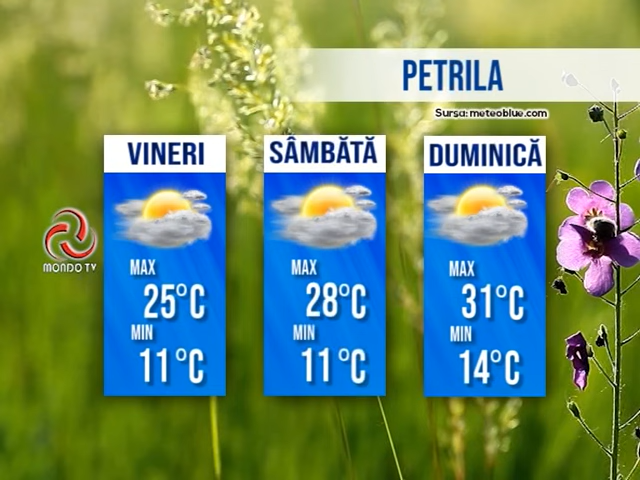 PETRILA
Sursa: meteoblue.com
VINERI
MAX
25°C
MIN
11°C
SÂMBĂTĂ
MAX
28°C
MIN
11°C
DUMINICĂ
MAX
31°C
MIN
14°C
MONDO TV